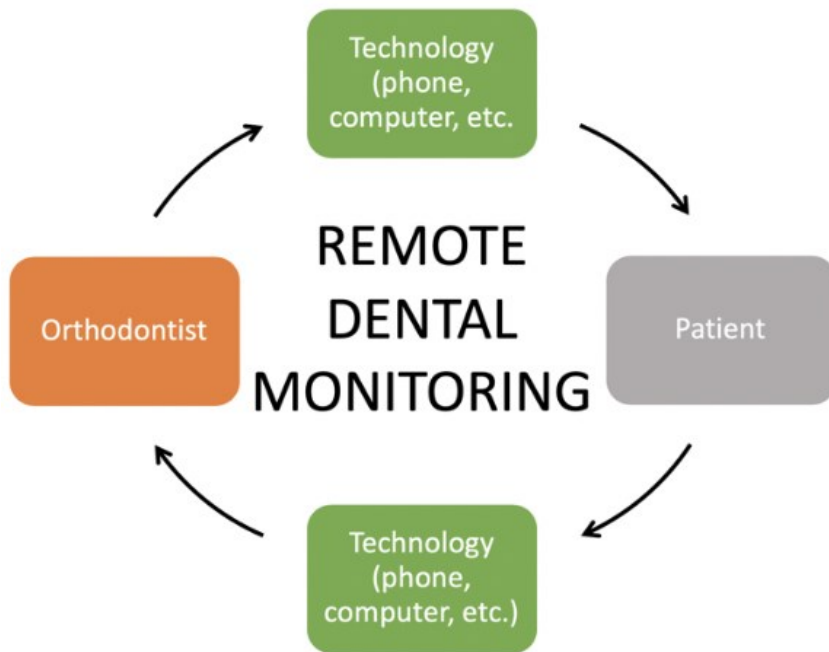 Technology
(phone,
computer, etc.
REMOTE
DENTAL
MONITORING
Orthodontist
Patient
Technology
(phone,
computer, etc.)